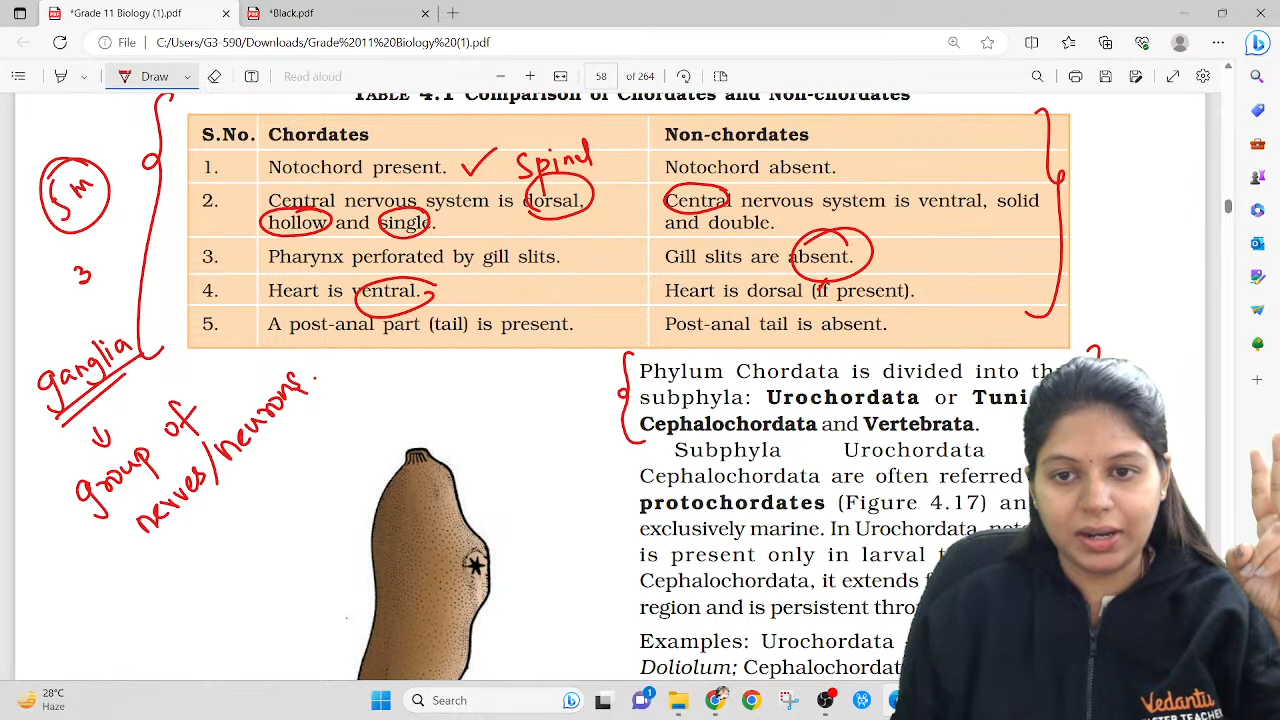 *Grade 11 Biology (1).pdf
*Black.pdf
File
C:/Users/G3-590/Downloads/Grade%2011%20Biology%20(1).pdf
Draw
Read aloud
58
of 264
TABLE 4.1 Comparison of Chordates and Non-chordates
S.No. Chordates Non-chordates
1. Notochord present. Notochord absent.
Spinal
2. Central nervous system is dorsal, Central nervous system is ventral, solid
hollow and single. and double.
3. Pharynx perforated by gill slits. Gill slits are absent.
4. Heart is ventral. Heart is dorsal (if present).
5. A post-anal part (tail) is present. Post-anal tail is absent.
5M
3
ganglia
group of
nerves/neurons.
Phylum Chordata is divided into
subphyla: Urochordata or
Cephalochordata and Vertebrata.
Subphyla Urochordata
Cephalochordata are often referred
protochordates (Figure 4.17)
exclusively marine. In Urochordata,
is present only in larval
Cephalochordata, it extends
region and is persistent
Examples: Urochordata
Doliolum;
28°C
Haze
Search
1
Vedantu